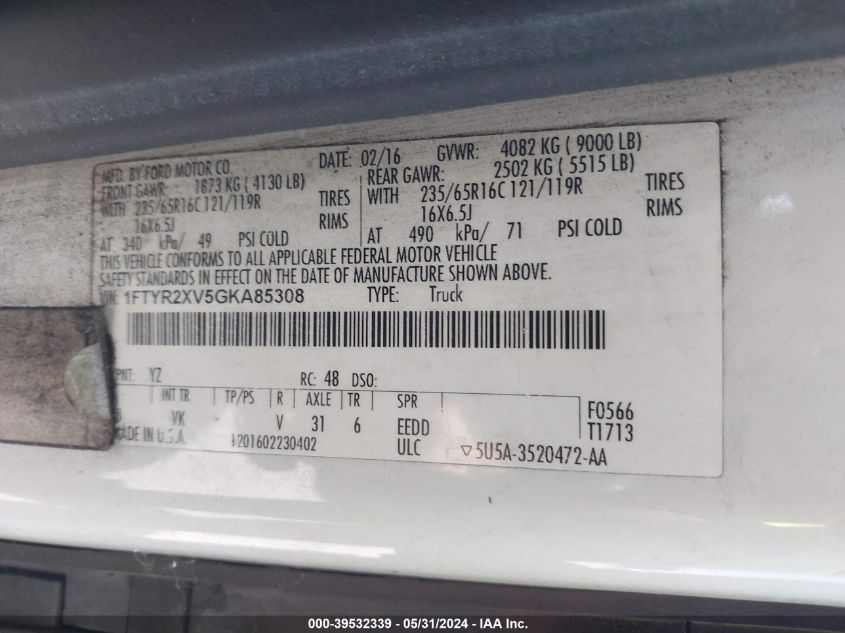 MFD. BY FORD MOTOR CO.
DATE: 02/16 GVWR: 4082 KG ( 9000 LB)
FRONT GAWR: 1873 KG ( 4130 LB)
REAR GAWR: 2502 KG ( 5515 LB)
WITH 235/65R16C 121/119R TIRES
16X6.5J RIMS
AT 340 kPa/ 49 PSI COLD
WITH 235/65R16C 121/119R TIRES
16X6.5J RIMS
AT 490 kPa/ 71 PSI COLD
THIS VEHICLE CONFORMS TO ALL APPLICABLE FEDERAL MOTOR VEHICLE
SAFETY STANDARDS IN EFFECT ON THE DATE OF MANUFACTURE SHOWN ABOVE.
VIN: 1FTYR2XV5GKA85308 TYPE: Truck
PNT: YZ RC: 48 DSO:
INT TR TP/PS R AXLE TR SPR
VK V 31 6 EEDD
ULC
F0566
T1713
MADE IN U.S.A. 201602230402 5U5A-3520472-AA
000-39532339 - 05/31/2024 - IAA Inc.